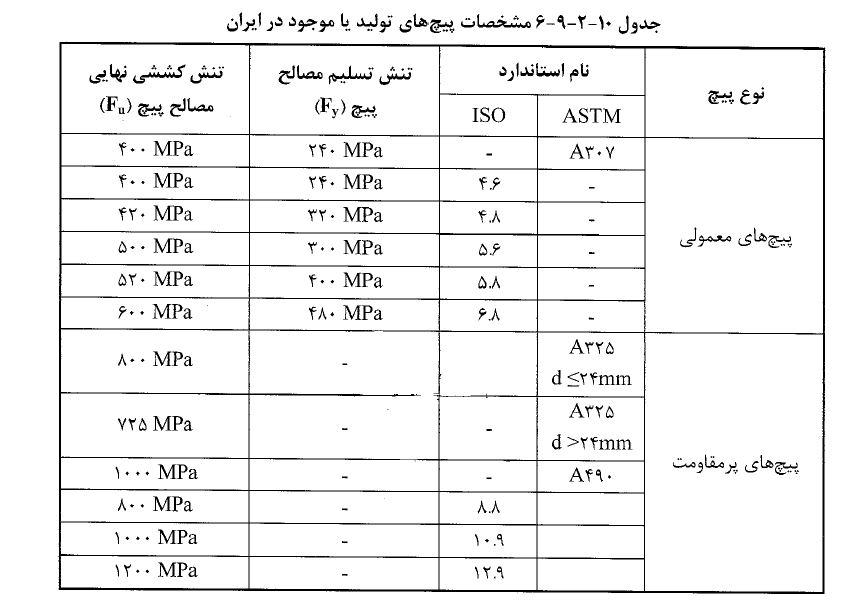 جدول ۱۰-۲-۹-۶ مشخصات پیچ‌های تولید یا موجود در ایران
نوع پیچ	نام استاندارد	تنش تسلیم مصالح پیچ (Fy)	تنش کششی نهایی مصالح پیچ (Fu)
ASTM	ISO
پیچ‌های معمولی	A۳۰۷	-	۲۴۰ MPa	۴۰۰ MPa
-	۴.۶	۲۴۰ MPa	۴۰۰ MPa
-	۴.۸	۳۲۰ MPa	۴۲۰ MPa
-	۵.۶	۳۰۰ MPa	۵۰۰ MPa
-	۵.۸	۴۰۰ MPa	۵۲۰ MPa
-	۶.۸	۴۸۰ MPa	۶۰۰ MPa
پیچ‌های پرمقاومت	A۳۲۵ d ≤۲۴mm		-	۸۰۰ MPa
A۳۲۵ d >۲۴mm	-	-	۷۲۵ MPa
A۴۹۰	-	-	۱۰۰۰ MPa
۸.۸	-	۸۰۰ MPa
۱۰.۹	-	۱۰۰۰ MPa
۱۲.۹	-	۱۲۰۰ MPa